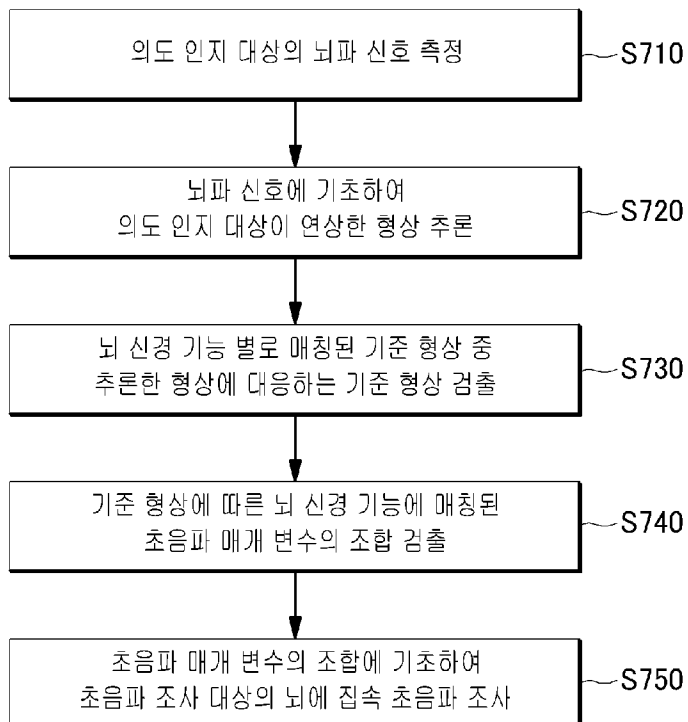 의도 인지 대상의 뇌파 신호 측정
S710
뇌파 신호에 기초하여
의도 인지 대상이 연상한 형상 추론
S720
뇌 신경 기능 별로 매칭된 기준 형상 중
추론한 형상에 대응하는 기준 형상 검출
S730
기준 형상에 따른 뇌 신경 기능에 매칭된
초음파 매개 변수의 조합 검출
S740
초음파 매개 변수의 조합에 기초하여
초음파 조사 대상의 뇌에 집속 초음파 조사
S750